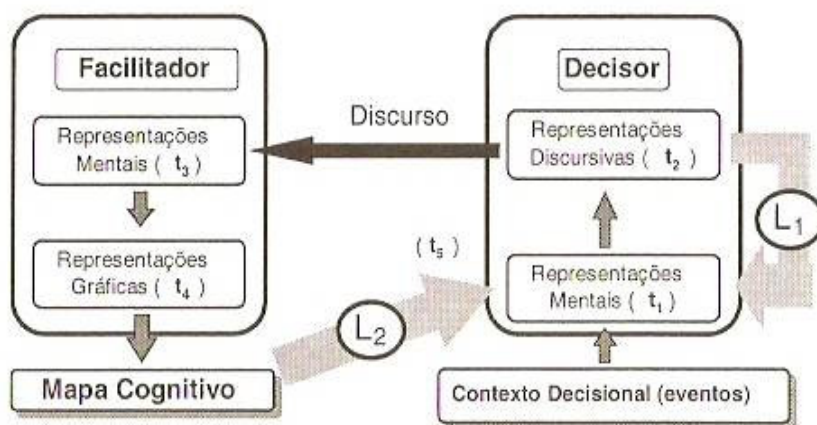 Facilitador
Representações
Mentais ( t₃ )
Representações
Gráficas ( t₄ )
Mapa Cognitivo
Discurso
Decisor
Representações
Discursivas ( t₂ )
L₁
( t₅ )
Representações
Mentais ( t₁ )
L₂
Contexto Decisional (eventos)